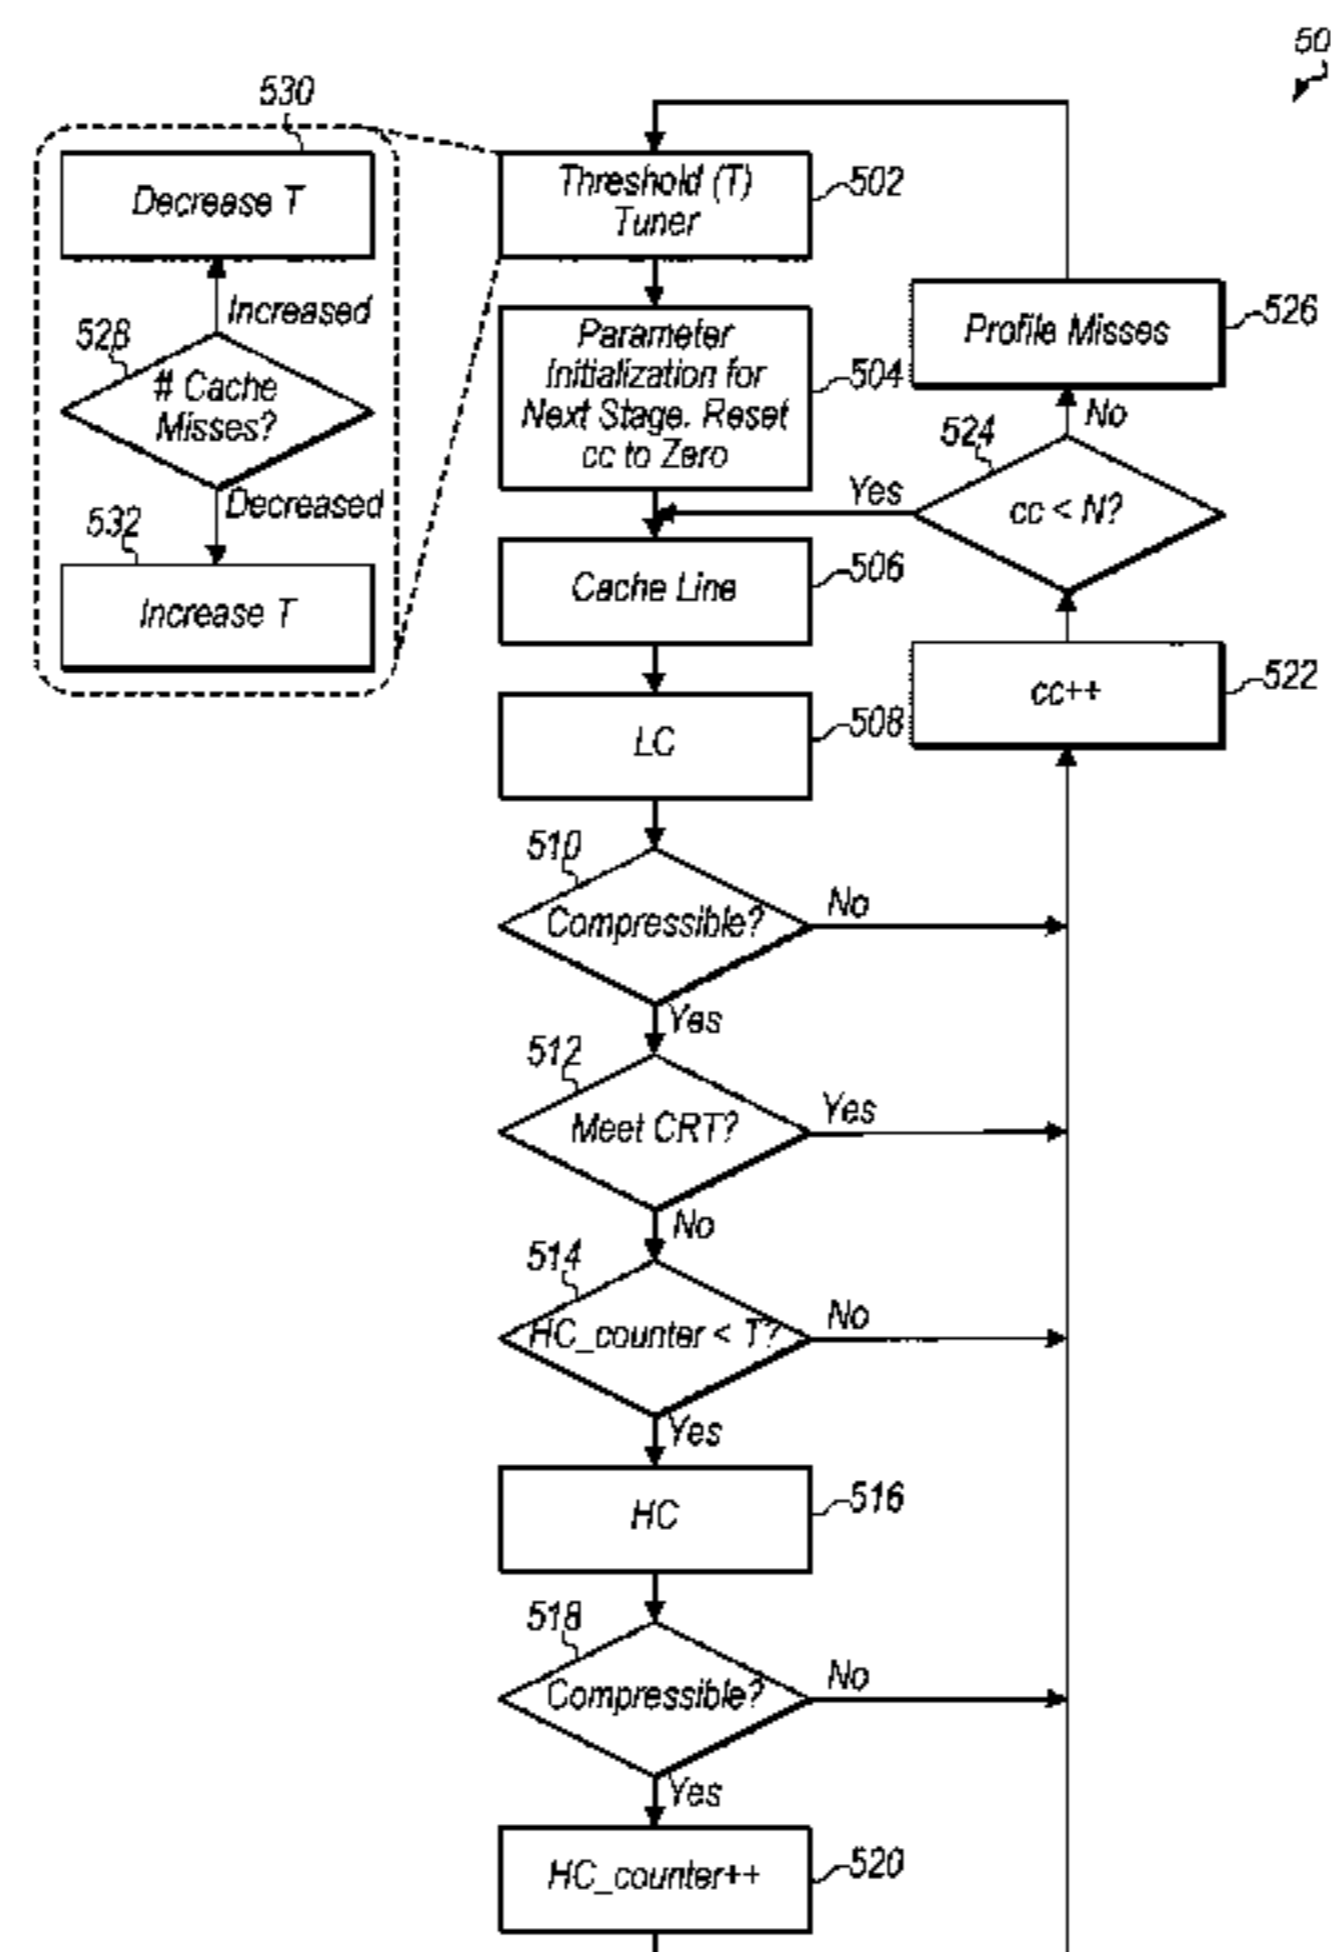 50
530
Decrease T
Increased
528
# Cache
Misses?
Decreased
532
Increase T
Threshold (T)
Tuner
502
Parameter
Initialization for
Next Stage. Reset
cc to Zero
504
Profile Misses
526
No
524
cc < N?
Yes
Cache Line
506
cc++
522
LC
508
510
Compressible?
No
Yes
512
Meet CRT?
Yes
No
514
HC_counter < T?
No
Yes
HC
516
518
Compressible?
No
Yes
HC_counter++
520